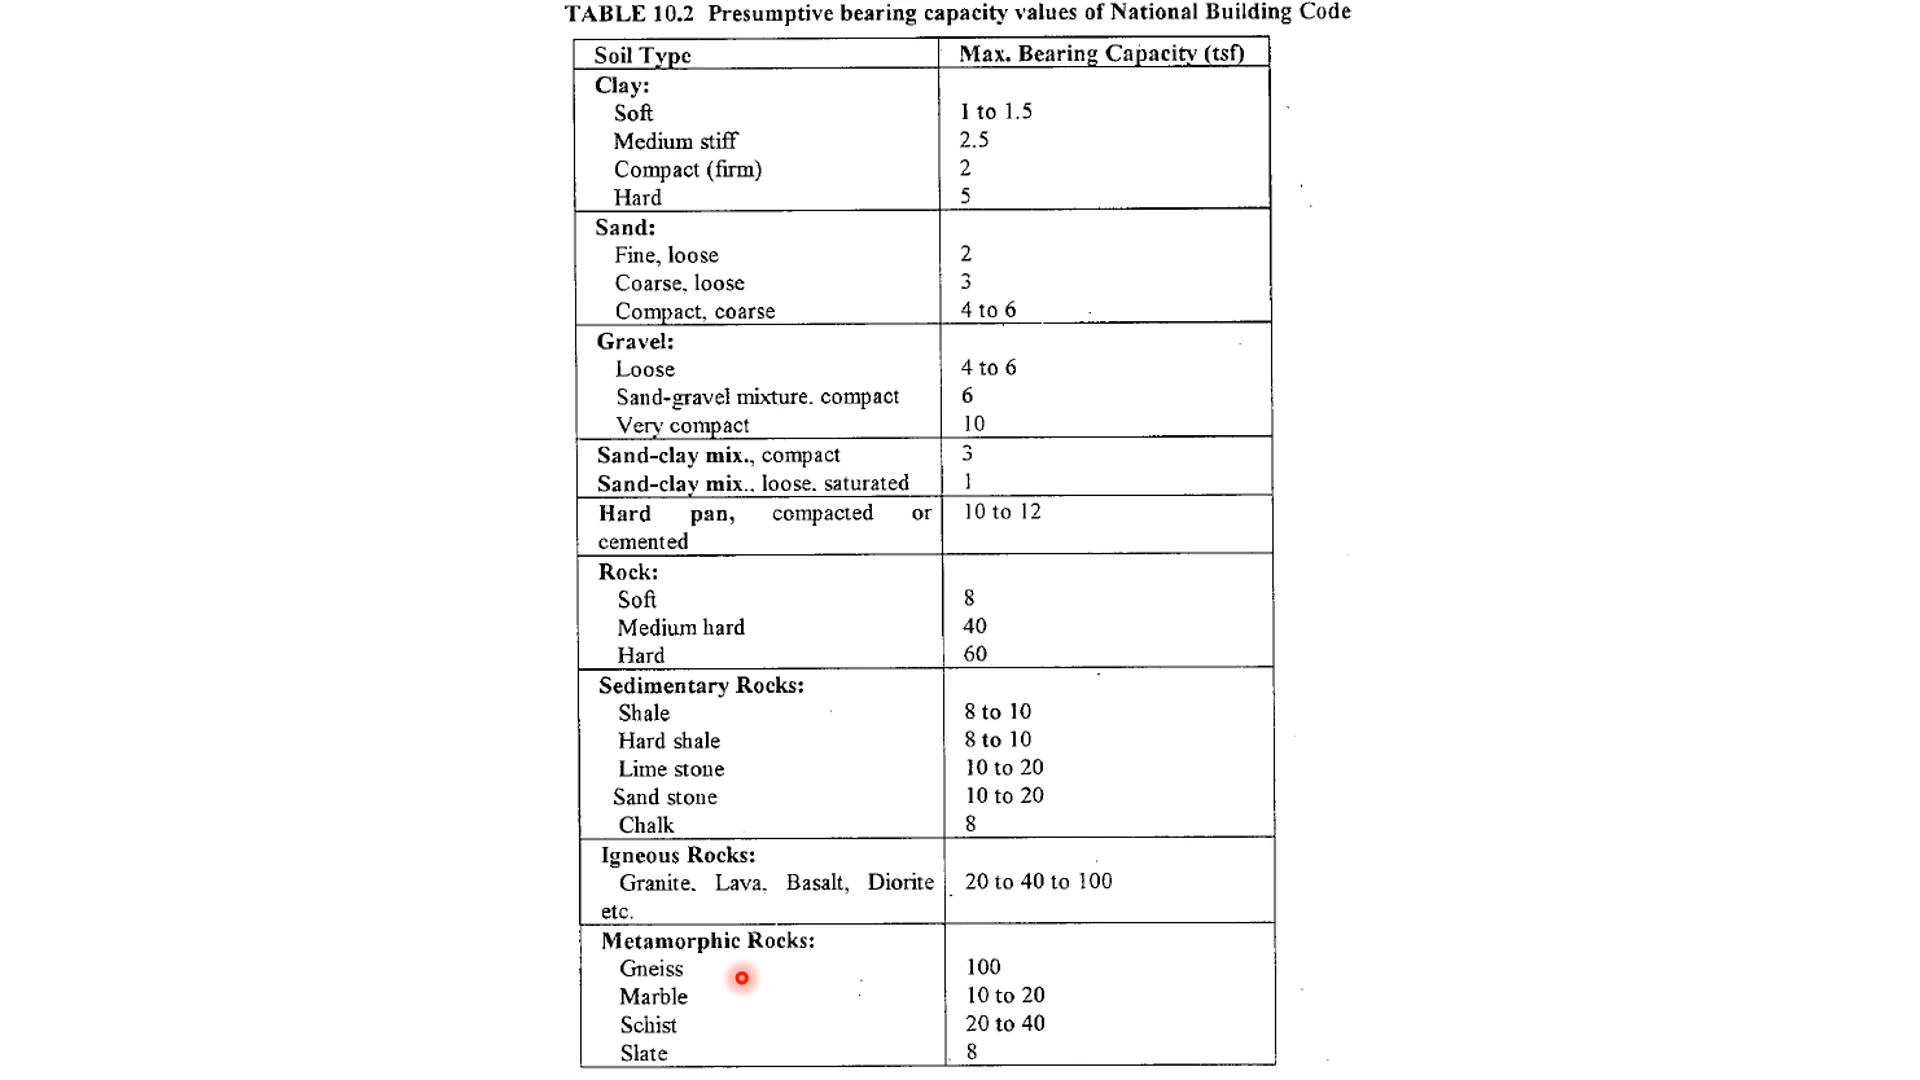 TABLE 10.2 Presumptive bearing capacity values of National Building Code
Soil Type Max. Bearing Capacity (tsf)
Clay:
Soft 1 to 1.5
Medium stiff 2.5
Compact (firm) 2
Hard 5
Sand:
Fine, loose 2
Coarse, loose 3
Compact, coarse 4 to 6
Gravel:
Loose 4 to 6
Sand-gravel mixture. compact 6
Very compact 10
Sand-clay mix., compact 3
Sand-clay mix.. loose. saturated 1
Hard pan, compacted or 10 to 12
cemented
Rock:
Soft 8
Medium hard 40
Hard 60
Sedimentary Rocks:
Shale 8 to 10
Hard shale 8 to 10
Lime stone 10 to 20
Sand stone 10 to 20
Chalk 8
Igneous Rocks:
Granite. Lava. Basalt, Diorite 20 to 40 to 100
etc.
Metamorphic Rocks:
Gneiss 100
Marble 10 to 20
Schist 20 to 40
Slate 8